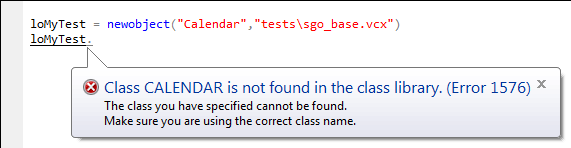 loMyTest = newobject("Calendar","tests\sgo_base.vcx")
loMyTest.
Class CALENDAR is not found in the class library. (Error 1576)
The class you have specified cannot be found.
Make sure you are using the correct class name.